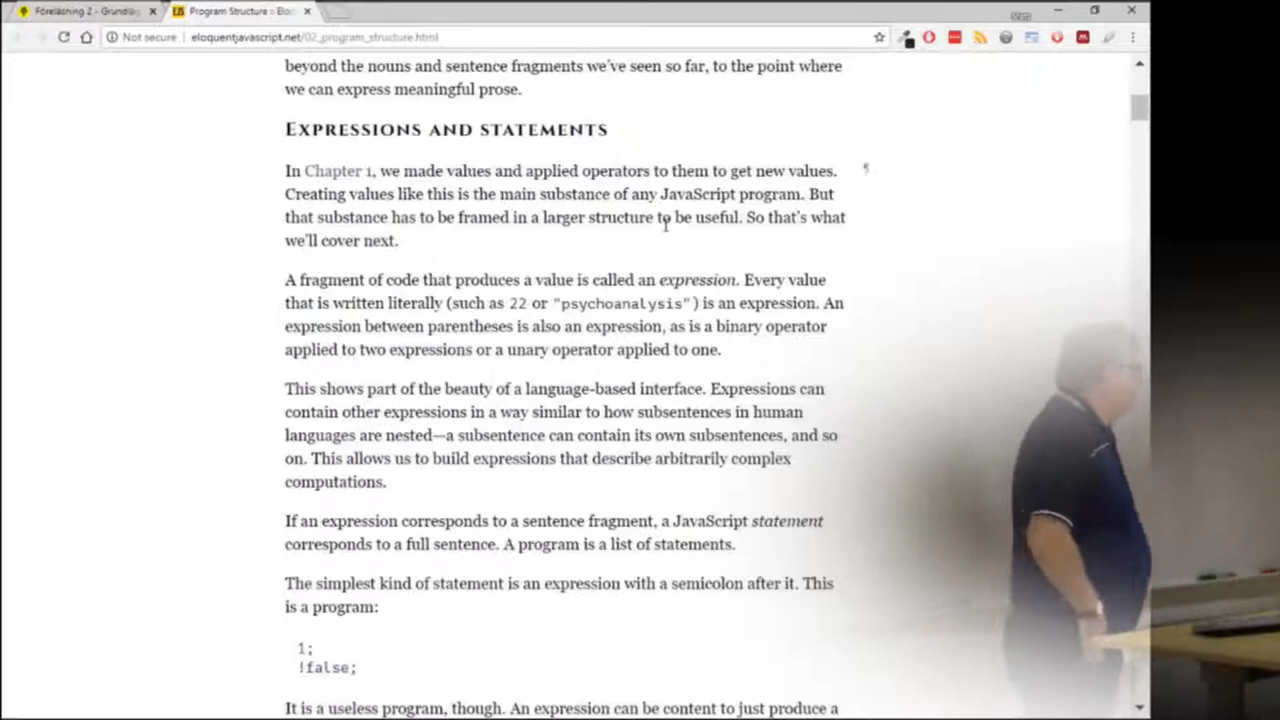 Föreläsning 2 - Grundläg
Program Structure :: Eloq
Not secure eloquentjavascript.net/02_program_structure.html
beyond the nouns and sentence fragments we've seen so far, to the point where
we can express meaningful prose.
EXPRESSIONS AND STATEMENTS
In Chapter 1, we made values and applied operators to them to get new values. ¶
Creating values like this is the main substance of any JavaScript program. But
that substance has to be framed in a larger structure to be useful. So that's what
we'll cover next.
A fragment of code that produces a value is called an expression. Every value
that is written literally (such as 22 or "psychoanalysis") is an expression. An
expression between parentheses is also an expression, as is a binary operator
applied to two expressions or a unary operator applied to one.
This shows part of the beauty of a language-based interface. Expressions can
contain other expressions in a way similar to how subsentences in human
languages are nested—a subsentence can contain its own subsentences, and so
on. This allows us to build expressions that describe arbitrarily complex
computations.
If an expression corresponds to a sentence fragment, a JavaScript statement
corresponds to a full sentence. A program is a list of statements.
The simplest kind of statement is an expression with a semicolon after it. This
is a program:
1;
!false;
It is a useless program, though. An expression can be content to just produce a